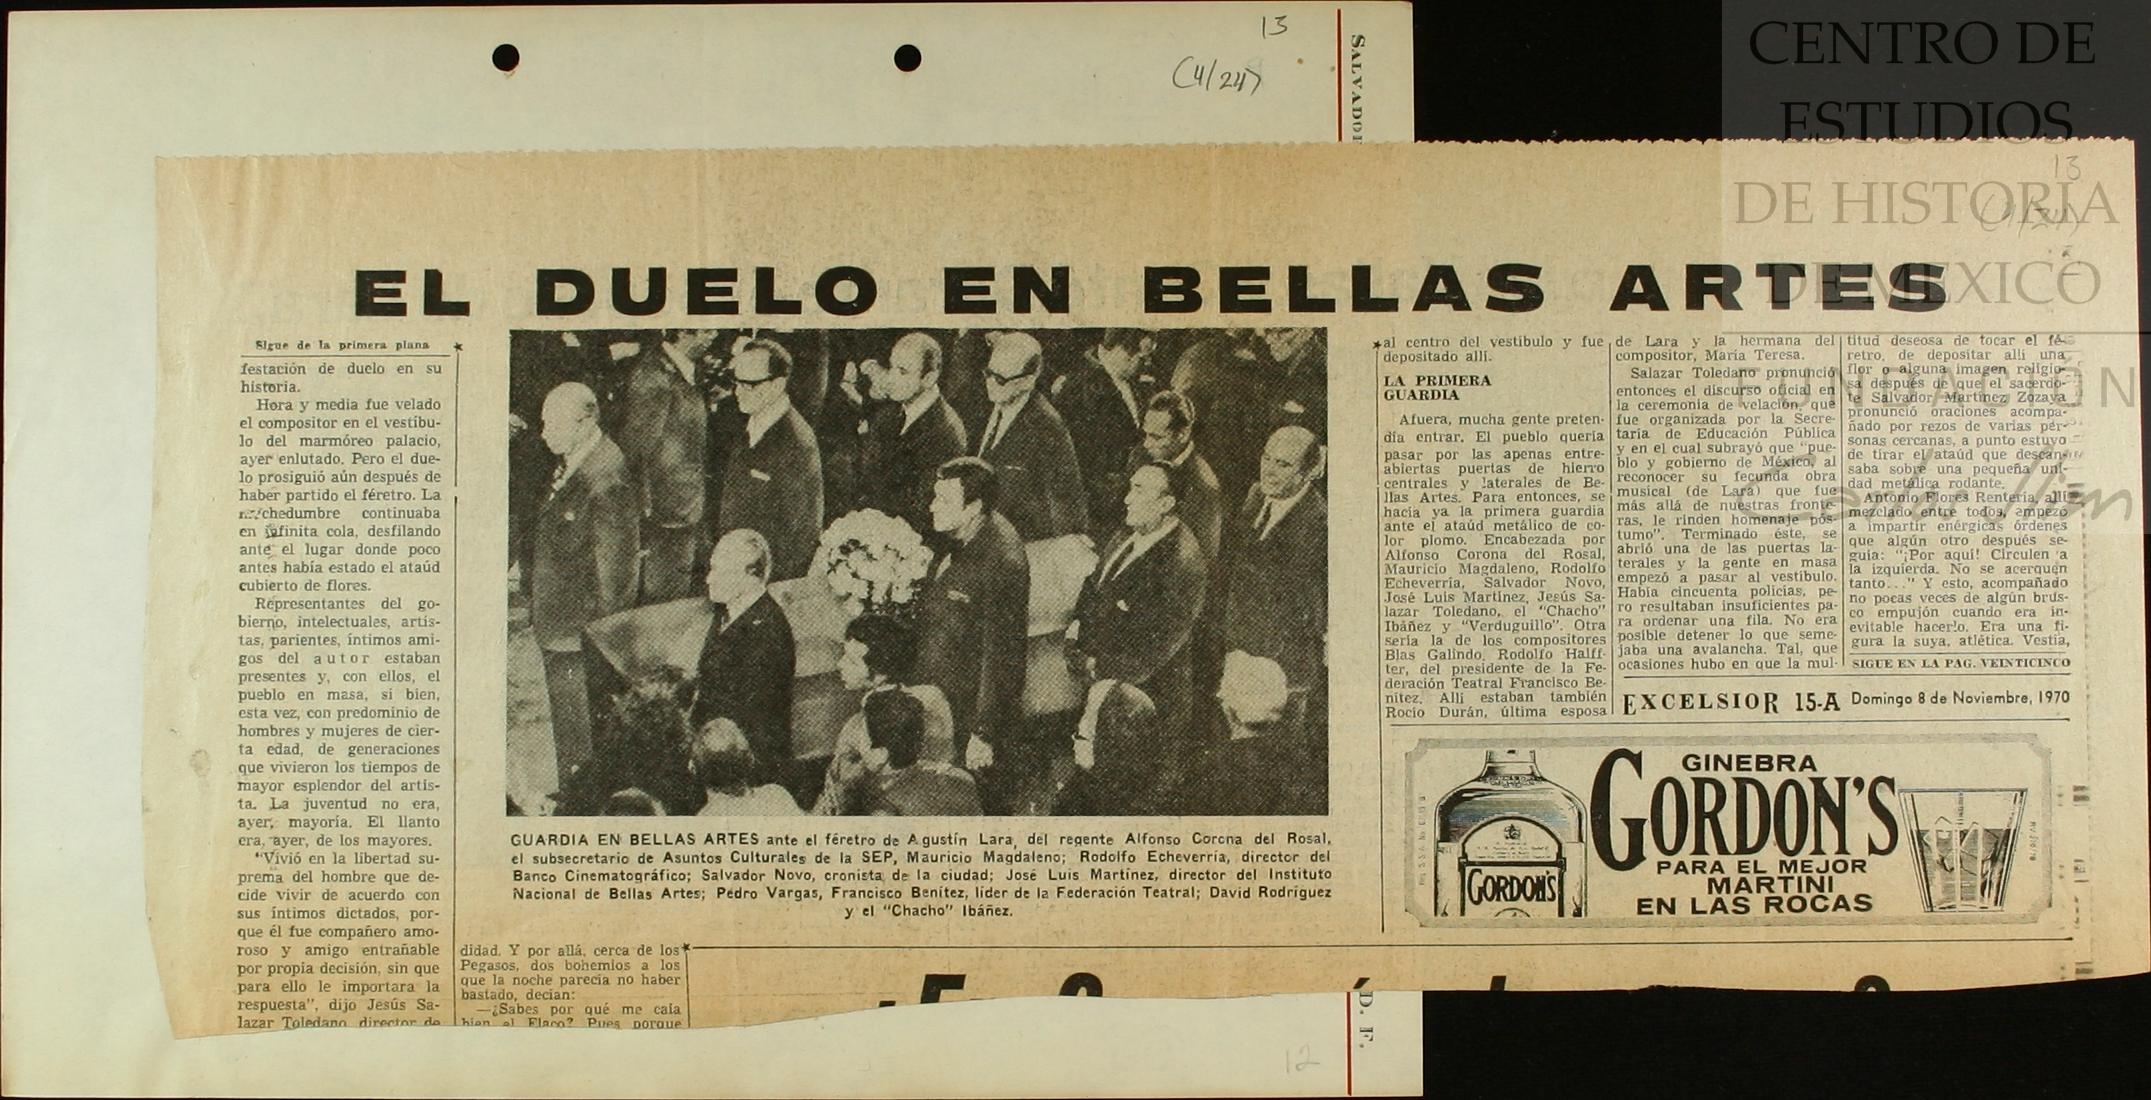 13
(4/24)
SALVADOR
CENTRO DE
ESTUDIOS
DE HISTORIA
DE MEXICO
FUNDACIÓN
Carlos Slim
13
(4/24)
EL DUELO EN BELLAS ARTES
Sigue de la primera plana
festación de duelo en su
historia.
Hora y media fue velado
el compositor en el vestíbu-
lo del marmóreo palacio,
ayer enlutado. Pero el due-
lo prosiguió aún después de
haber partido el féretro. La
muchedumbre continuaba
en infinita cola, desfilando
ante el lugar donde poco
antes había estado el ataúd
cubierto de flores.
Representantes del go-
bierno, intelectuales, artis-
tas, parientes, íntimos ami-
gos del autor estaban
presentes y, con ellos, el
pueblo en masa, si bien,
esta vez, con predominio de
hombres y mujeres de cier-
ta edad, de generaciones
que vivieron los tiempos de
mayor esplendor del artis-
ta. La juventud no era,
ayer, mayoría. El llanto
era, ayer, de los mayores.
"Vivió en la libertad su-
prema del hombre que de-
cide vivir de acuerdo con
sus íntimos dictados, por-
que él fue compañero amo-
roso y amigo entrañable
por propia decisión, sin que
para ello le importara la
respuesta", dijo Jesús Sa-
lazar Toledano, director de
GUARDIA EN BELLAS ARTES ante el féretro de Agustín Lara, del regente Alfonso Corona del Rosal,
el subsecretario de Asuntos Culturales de la SEP, Mauricio Magdaleno; Rodolfo Echeverría, director del
Banco Cinematográfico; Salvador Novo, cronista de la ciudad; José Luis Martínez, director del Instituto
Nacional de Bellas Artes; Pedro Vargas, Francisco Benítez, líder de la Federación Teatral; David Rodríguez
y el "Chacho" Ibáñez.
didad. Y por allá, cerca de los
Pegasos, dos bohemios a los
que la noche parecía no haber
bastado, decían:
—¿Sabes por qué me caía
bien el Flaco? Pues porque
al centro del vestíbulo y fue
depositado allí.
LA PRIMERA
GUARDIA
Afuera, mucha gente preten-
día entrar. El pueblo quería
pasar por las apenas entre-
abiertas puertas de hierro
centrales y laterales de Be-
llas Artes. Para entonces, se
hacía ya la primera guardia
ante el ataúd metálico de co-
lor plomo. Encabezada por
Alfonso Corona del Rosal,
Mauricio Magdaleno, Rodolfo
Echeverría, Salvador Novo,
José Luis Martínez, Jesús Sa-
lazar Toledano, el "Chacho"
Ibáñez y "Verduguillo". Otra
sería la de los compositores
Blas Galindo, Rodolfo Halff-
ter, del presidente de la Fe-
deración Teatral Francisco Be-
nítez. Allí estaban también
Rocío Durán, última esposa
de Lara y la hermana del
compositor, María Teresa.
Salazar Toledano pronunció
entonces el discurso oficial en
la ceremonia de velación, que
fue organizada por la Secre-
taría de Educación Pública
y en el cual subrayó que "pue-
blo y gobierno de México, al
reconocer su fecunda obra
musical (de Lara) que fue
más allá de nuestras fronte-
ras, le rinden homenaje pós-
tumo". Terminado éste, se
abrió una de las puertas la-
terales y la gente en masa
empezó a pasar al vestíbulo.
Había cincuenta policías, pe-
ro resultaban insuficientes pa-
ra ordenar una fila. No era
posible detener lo que seme-
jaba una avalancha. Tal, que
ocasiones hubo en que la mul-
titud deseosa de tocar el fé-
retro, de depositar allí una
flor o alguna imagen religio-
sa después de que el sacerdo-
te Salvador Martínez Zozaya
pronunció oraciones acompa-
ñado por rezos de varias per-
sonas cercanas, a punto estuvo
de tirar el ataúd que descan-
saba sobre una pequeña uni-
dad metálica rodante.
Antonio Flores Rentería, allí
mezclado entre todos, empezó
a impartir enérgicas órdenes
que algún otro después se-
guía: "¡Por aquí! Circulen a
la izquierda. No se acerquen
tanto..." Y esto, acompañado
no pocas veces de algún brus-
co empujón cuando era in-
evitable hacerlo. Era una fi-
gura la suya, atlética. Vestía,
SIGUE EN LA PAG. VEINTICINCO
EXCELSIOR 15-A Domingo 8 de Noviembre, 1970
GINEBRA
GORDON'S
PARA EL MEJOR
MARTINI
EN LAS ROCAS
GORDON'S
D. F.
12